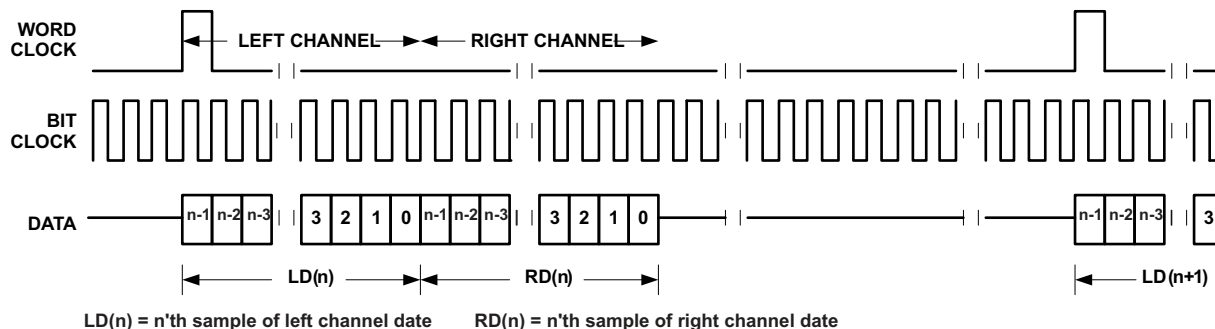 WORD
CLOCK
LEFT CHANNEL
RIGHT CHANNEL
BIT
CLOCK
DATA
n-1 n-2 n-3 3 2 1 0 n-1 n-2 n-3 3 2 1 0 n-1 n-2 n-3 3
LD(n) RD(n) LD(n+1)
LD(n) = n'th sample of left channel date RD(n) = n'th sample of right channel date